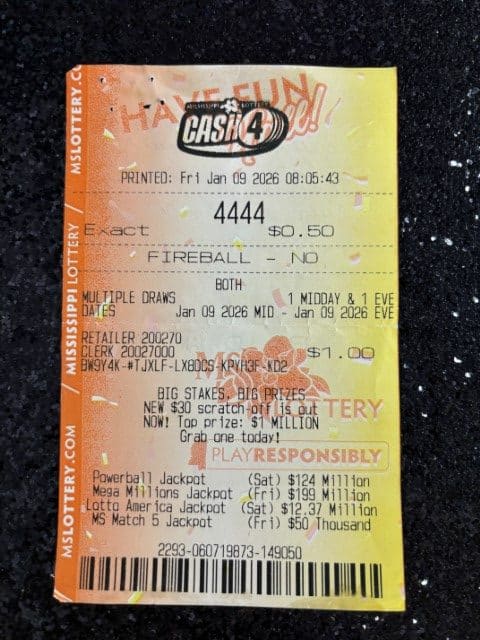 HAVE FUN
MISSISSIPPI LOTTERY
CASH 4
PRINTED: Fri Jan 09 2026 08:05:43
4444
Exact $0.50
FIREBALL - NO
BOTH
MULTIPLE DRAWS 1 MIDDAY & 1 EVE
DATES Jan 09 2026 MID - Jan 09 2026 EVE
RETAILER 200270
CLERK 20027000 $1.00
BW9Y4K-#TJXLF-LX8DCS-KPYH3F-KD2
BIG STAKES, BIG PRIZES
NEW $30 scratch off is out
NOW! Top prize: $1 MILLION
Grab one today!
LOTTERY
PLAY RESPONSIBLY
Powerball Jackpot (Sat) $124 Million
Mega Millions Jackpot (Fri) $199 Million
Lotto America Jackpot (Sat) $12.37 Million
MS Match 5 Jackpot (Fri) $50 Thousand
2293-060719873-149050
MSLOTTERY.COM / MISSISSIPPI LOTTERY / MSLOTTERY.CO